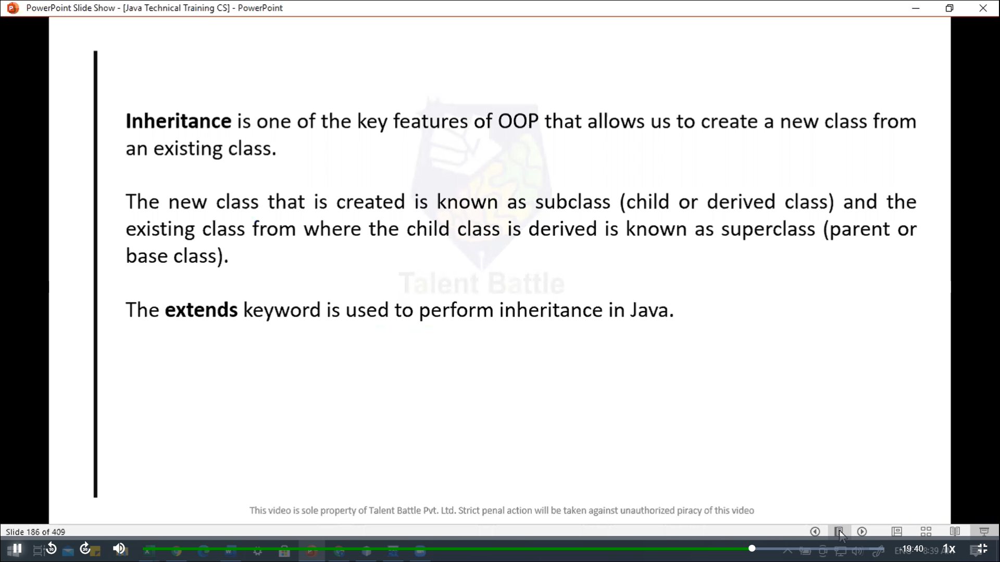 PowerPoint Slide Show - [Java Technical Training CS] - PowerPoint
Inheritance is one of the key features of OOP that allows us to create a new class from
an existing class.
The new class that is created is known as subclass (child or derived class) and the
existing class from where the child class is derived is known as superclass (parent or
base class).
Talent Battle
The extends keyword is used to perform inheritance in Java.
This video is sole property of Talent Battle Pvt. Ltd. Strict penal action will be taken against unauthorized piracy of this video
Slide 186 of 409
10
30
-19:40
1x